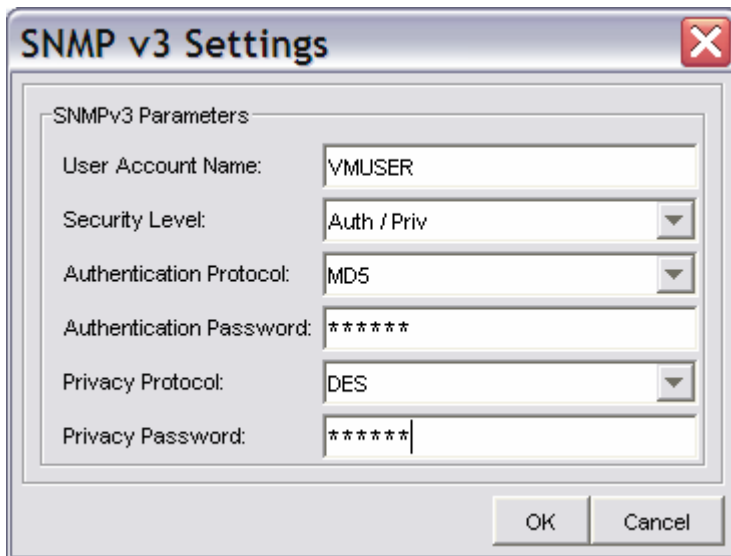 SNMP v3 Settings
SNMPv3 Parameters
User Account Name: VMUSER
Security Level: Auth / Priv
Authentication Protocol: MD5
Authentication Password: ******
Privacy Protocol: DES
Privacy Password: ******
OK Cancel